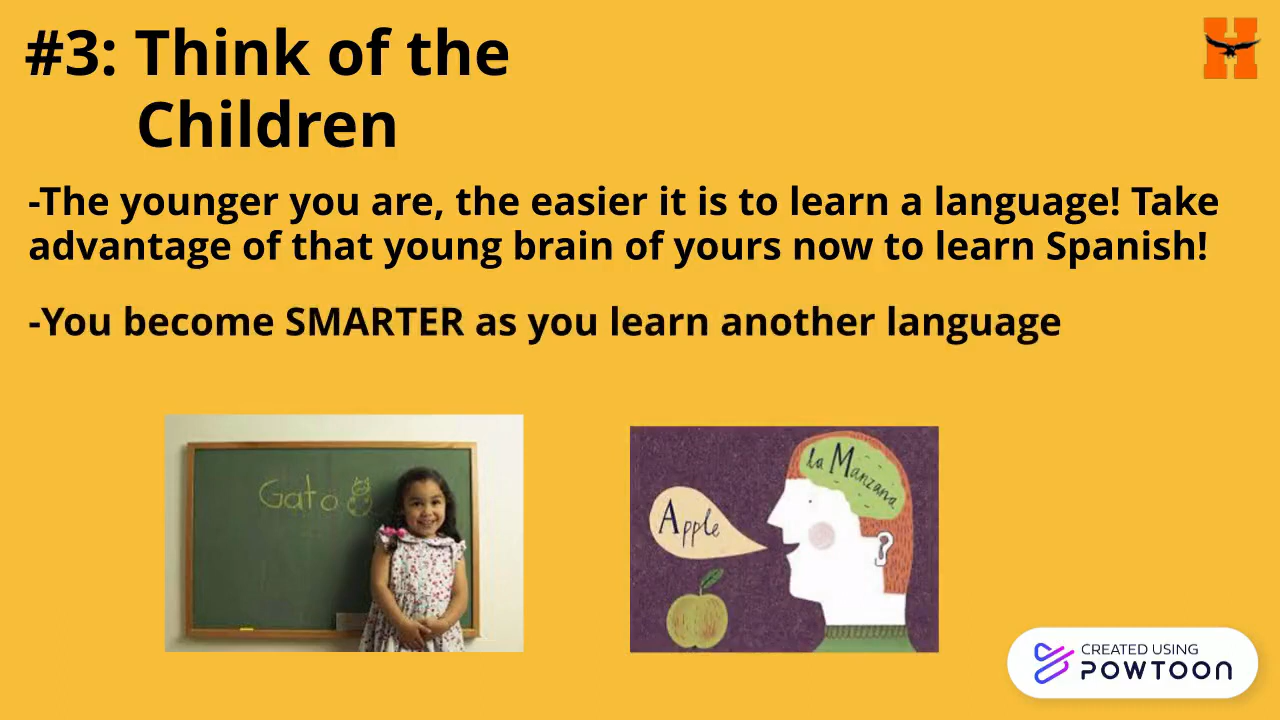 #3: Think of the
Children
-The younger you are, the easier it is to learn a language! Take
advantage of that young brain of yours now to learn Spanish!
-You become SMARTER as you learn another language
Gato
la Manzana
Apple
H
CREATED USING
POWTOON